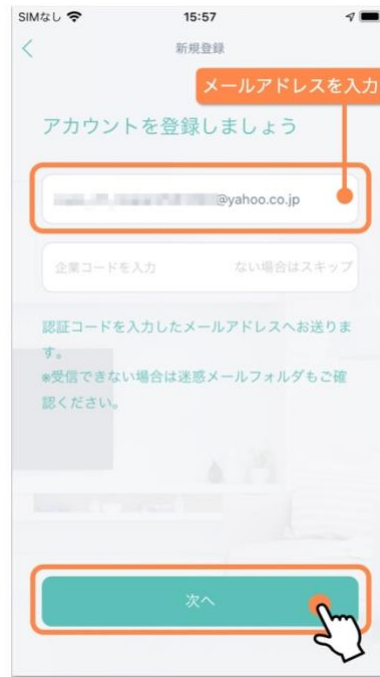 SIMなし 15:57
新規登録
メールアドレスを入力
アカウントを登録しましょう
@yahoo.co.jp
企業コードを入力 ない場合はスキップ
認証コードを入力したメールアドレスへお送りま
す。
※受信できない場合は迷惑メールフォルダもご確
認ください。
次へ